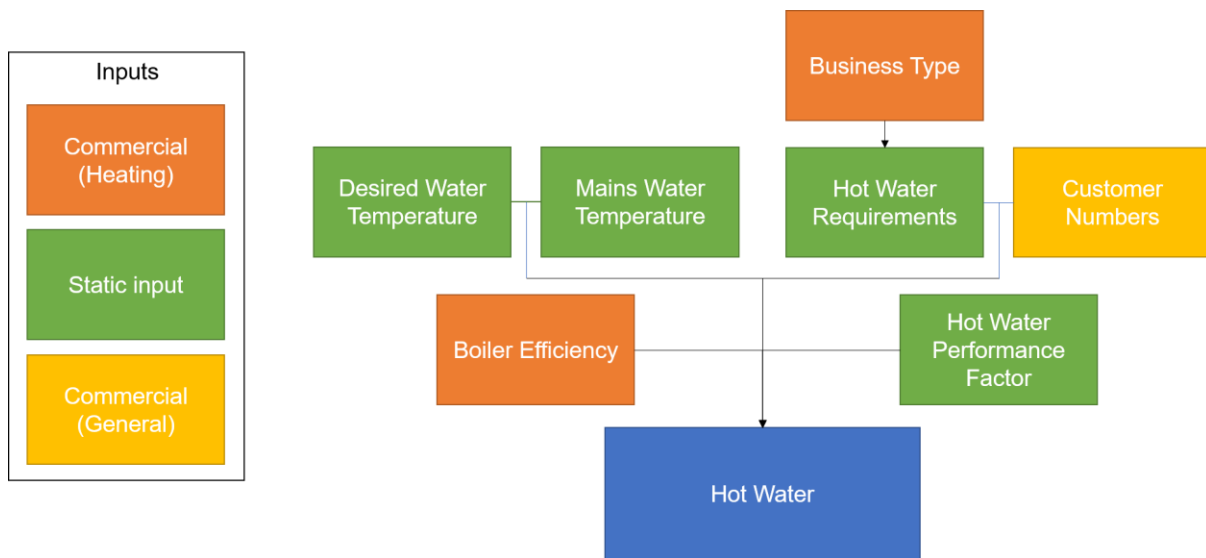 Inputs
Commercial
(Heating)
Static input
Commercial
(General)
Business Type
Desired Water
Temperature
Mains Water
Temperature
Hot Water
Requirements
Customer
Numbers
Boiler Efficiency
Hot Water
Performance
Factor
Hot Water